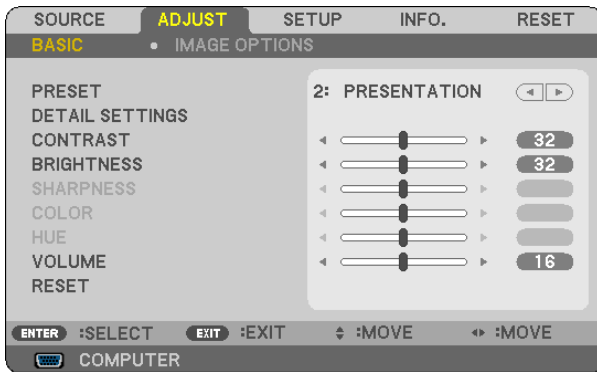 SOURCE ADJUST SETUP INFO. RESET
BASIC • IMAGE OPTIONS
PRESET 2: PRESENTATION
DETAIL SETTINGS
CONTRAST 32
BRIGHTNESS 32
SHARPNESS
COLOR
HUE
VOLUME 16
RESET
ENTER :SELECT EXIT :EXIT :MOVE :MOVE
COMPUTER